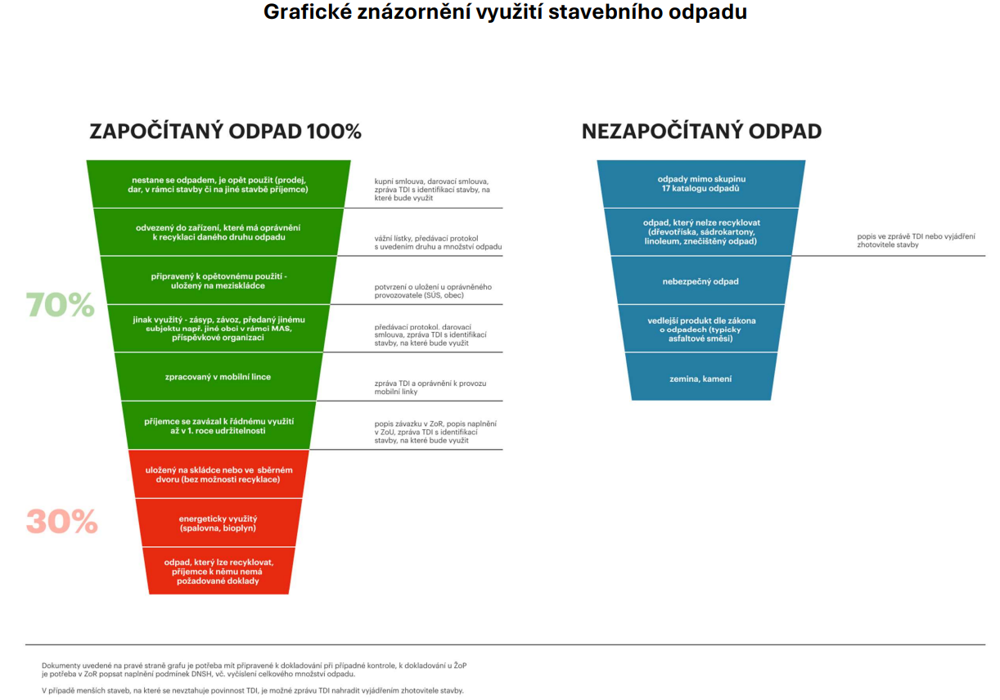 Grafické znázornění využití stavebního odpadu
ZAPOČÍTANÝ ODPAD 100%
nestane se odpadem, je opět použit (prodej,
dar, v rámci stavby či na jiné stavbě příjemce)
kupní smlouva, darovací smlouva,
zpráva TDI s identifikací stavby, na
které bude využit
odvezený do zařízení, které má oprávnění
k recyklaci daného druhu odpadu
vážní lístky, předávací protokol
s uvedením druhu a množství odpadu
připravený k opětovnému použití -
uložený na meziskládce
potvrzení o uložení u oprávněného
provozovatele (SÚS, obec)
70%
jinak využitý - zásyp, závoz, předaný jinému
subjektu např. jiné obci v rámci MAS,
příspěvkové organizaci
předávací protokol, darovací
smlouva, zpráva TDI s identifikací
stavby, na které bude využit
zpracovaný v mobilní lince
zpráva TDI a oprávnění k provozu
mobilní linky
příjemce se zavázal k řádnému využití
až v 1. roce udržitelnosti
popis závazku v ZoR, popis naplnění
v ZoU, zpráva TDI s identifikací
stavby, na které bude využit
uložený na skládce nebo ve sběrném
dvoru (bez možnosti recyklace)
30%
energeticky využitý
(spalovna, bioplyn)
odpad, který lze recyklovat,
příjemce k němu nemá
požadované doklady
NEZAPOČÍTANÝ ODPAD
odpady mimo skupinu
17 katalogu odpadů
odpad, který nelze recyklovat
(dřevotříska, sádrokartony,
linoleum, znečištěný odpad)
popis ve zprávě TDI nebo vyjádření
zhotovitele stavby
nebezpečný odpad
vedlejší produkt dle zákona
o odpadech (typicky
asfaltové směsi)
zemina, kamení
Dokumenty uvedené na pravé straně grafu je potřeba mít připravené k dokladování při případné kontrole, k dokladování u ŽoP
je potřeba v ZoR popsat naplnění podmínek DNSH, vč. vyčíslení celkového množství odpadu.
V případě menších staveb, na které se nevztahuje povinnost TDI, je možné zprávu TDI nahradit vyjádřením zhotovitele stavby.